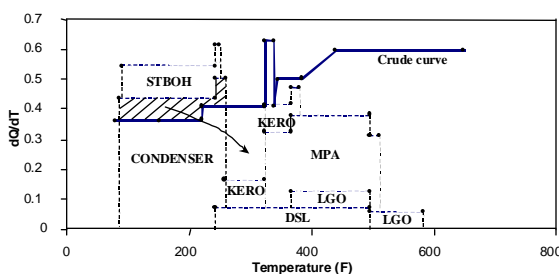 0.7
0.6
0.5
0.4
0.3
0.2
0.1
0
dQ/dT
Crude curve
STBOH
KERO
CONDENSER
MPA
KERO
LGO
DSL
LGO
0 200 400 600 800
Temperature (F)